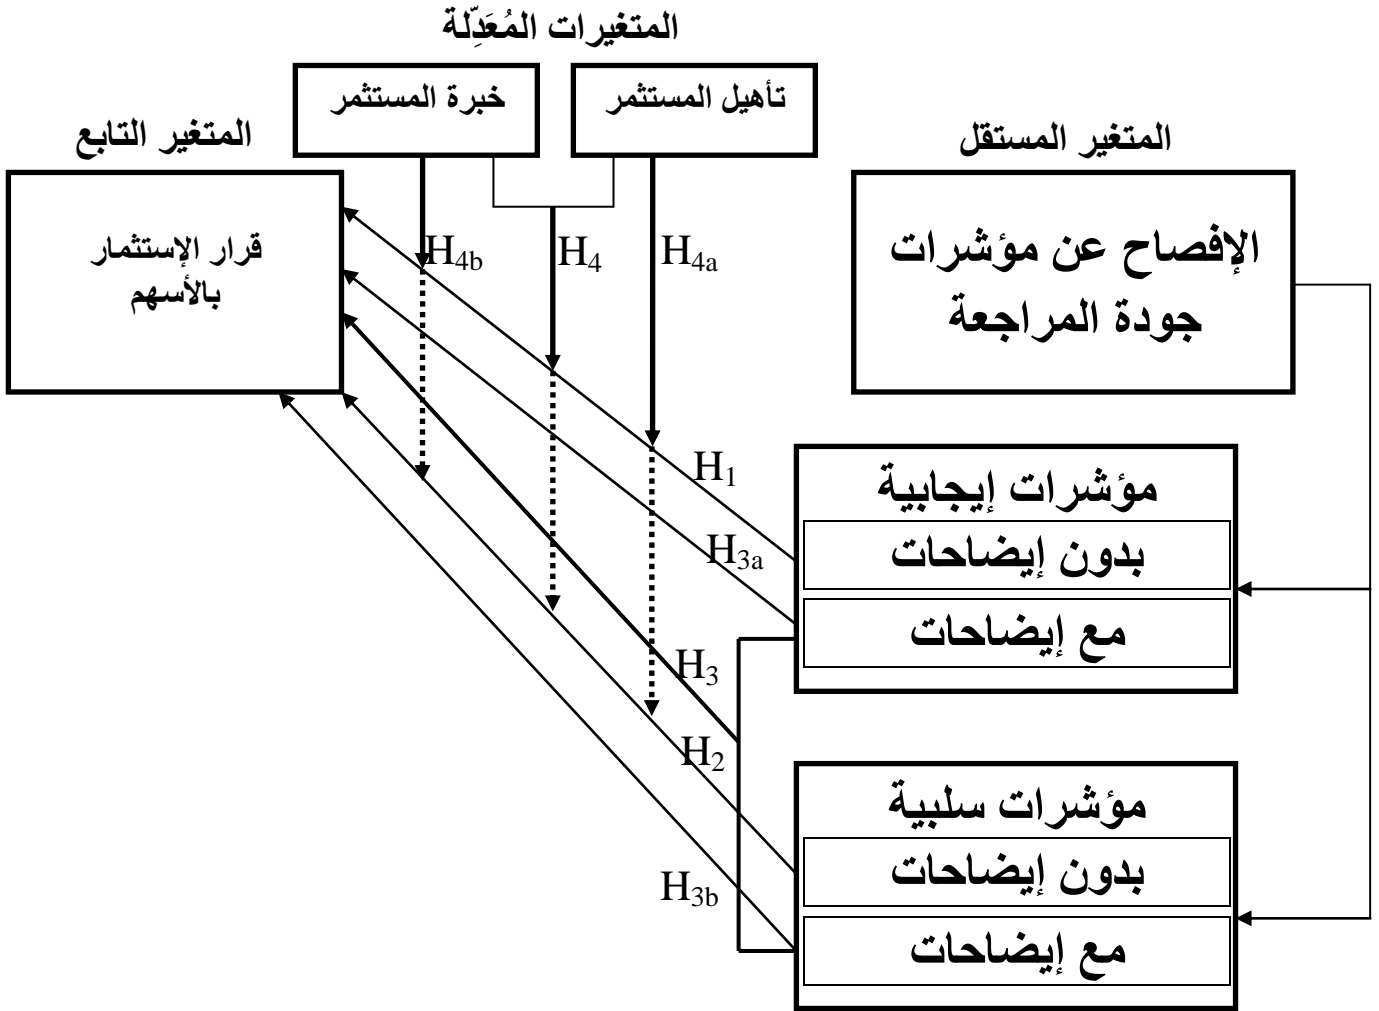 المتغيرات المُعَدِّلة
تأهيل المستثمر
خبرة المستثمر
المتغير المستقل
المتغير التابع
الإفصاح عن مؤشرات
جودة المراجعة
قرار الإستثمار
بالأسهم
H4a
H4
H4b
H1
مؤشرات إيجابية
بدون إيضاحات
H3a
مع إيضاحات
H3
H2
مؤشرات سلبية
بدون إيضاحات
H3b
مع إيضاحات